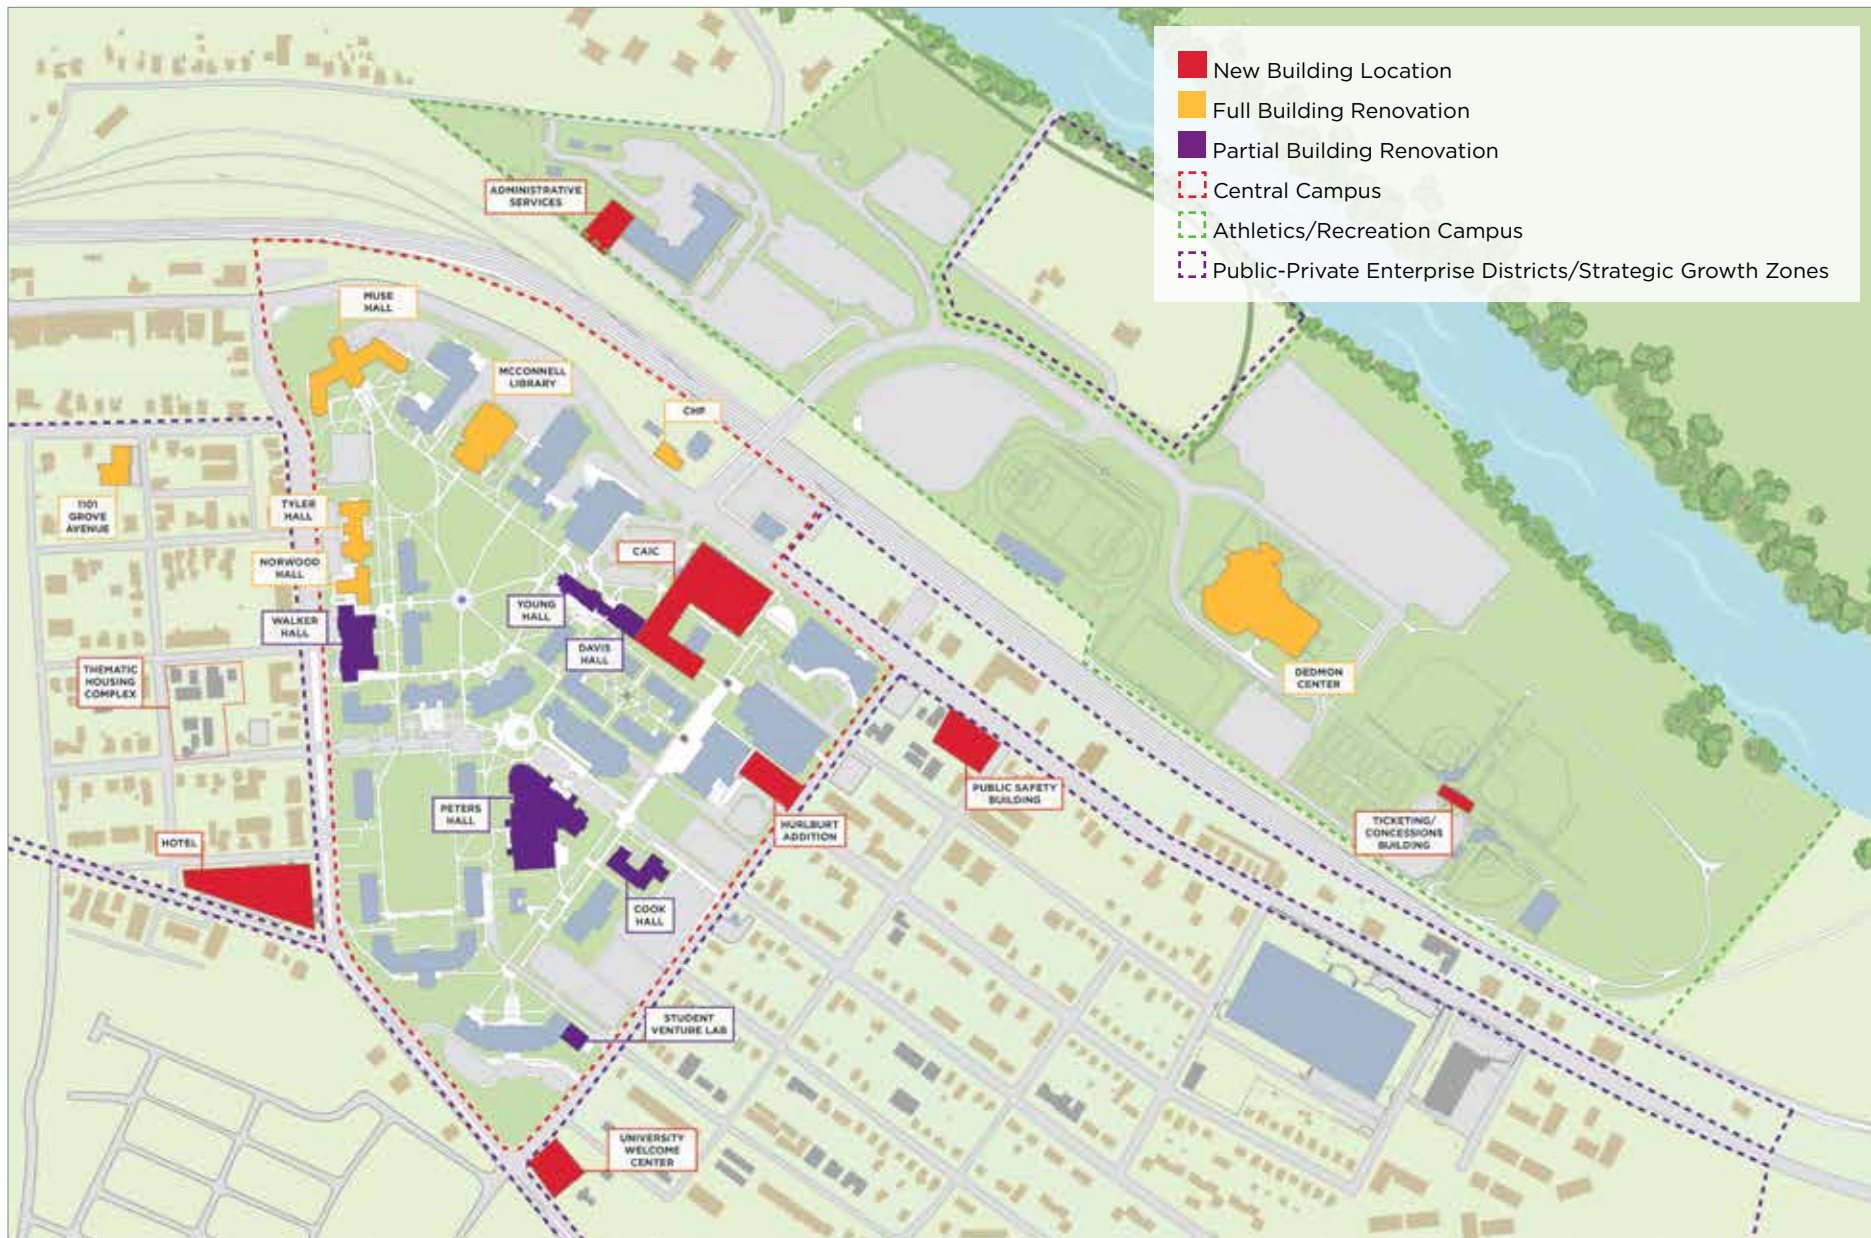 New Building Location
Full Building Renovation
Partial Building Renovation
Central Campus
Athletics/Recreation Campus
Public-Private Enterprise Districts/Strategic Growth Zones
ADMINISTRATIVE
SERVICES
MUSE
HALL
MCCONNELL
LIBRARY
CHP
1101
GROVE
AVENUE
TYLER
HALL
NORWOOD
HALL
WALKER
HALL
THEMATIC
HOUSING
COMPLEX
CAIC
YOUNG
HALL
DAVIS
HALL
DEDMON
CENTER
PETERS
HALL
HURLBURT
ADDITION
PUBLIC SAFETY
BUILDING
TICKETING/
CONCESSIONS
BUILDING
HOTEL
COOK
HALL
STUDENT
VENTURE LAB
UNIVERSITY
WELCOME
CENTER